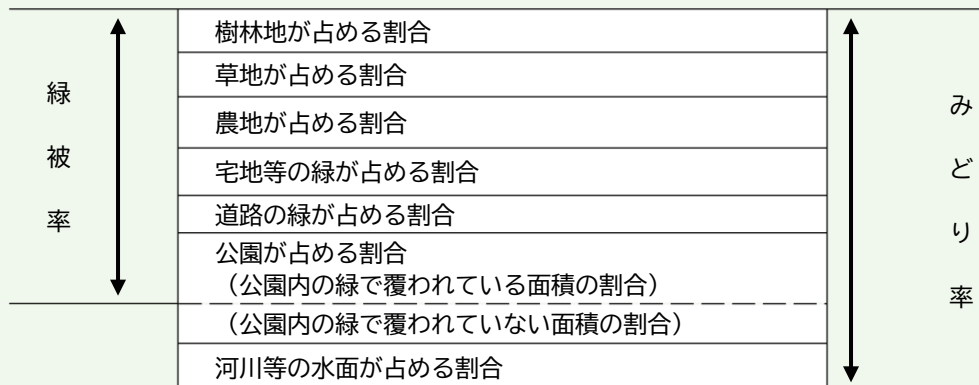 緑被率
樹林地が占める割合
草地が占める割合
農地が占める割合
宅地等の緑が占める割合
道路の緑が占める割合
公園が占める割合
（公園内の緑で覆われている面積の割合）
（公園内の緑で覆われていない面積の割合）
河川等の水面が占める割合
みどり率